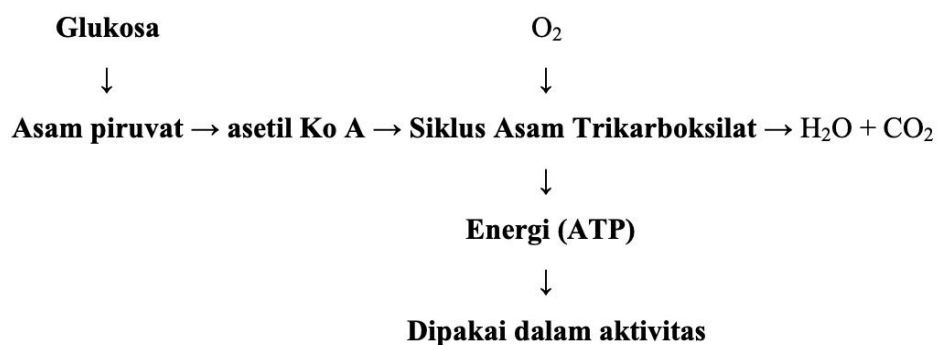 Glukosa O₂
↓ ↓
Asam piruvat → asetil Ko A → Siklus Asam Trikarboksilat → H₂O + CO₂
↓
Energi (ATP)
↓
Dipakai dalam aktivitas